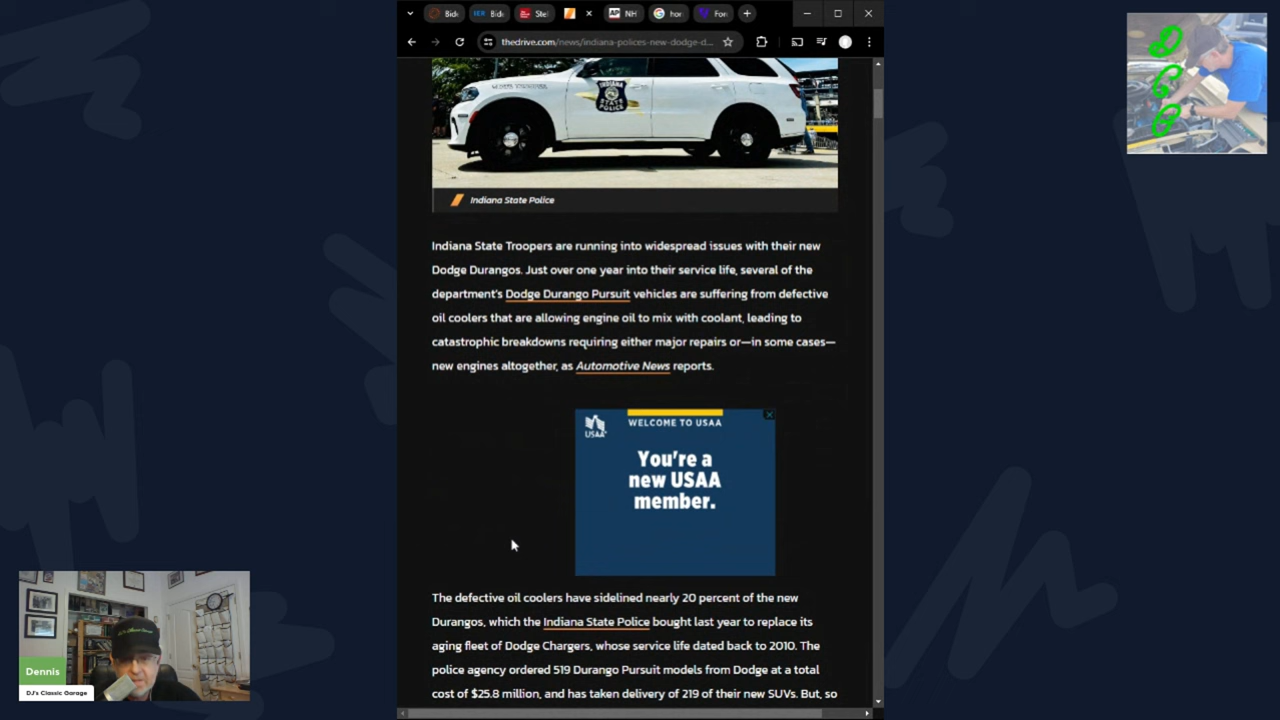 Bid
Bid
Stel
NH
hor
For
thedrive.com/news/indiana-polices-new-dodge-d...
INDIANA
STATE
POLICE
Indiana State Police
Indiana State Troopers are running into widespread issues with their new
Dodge Durangos. Just over one year into their service life, several of the
department's Dodge Durango Pursuit vehicles are suffering from defective
oil coolers that are allowing engine oil to mix with coolant, leading to
catastrophic breakdowns requiring either major repairs or—in some cases—
new engines altogether, as Automotive News reports.
USAA
WELCOME TO USAA
You're a
new USAA
member.
The defective oil coolers have sidelined nearly 20 percent of the new
Durangos, which the Indiana State Police bought last year to replace its
aging fleet of Dodge Chargers, whose service life dated back to 2010. The
police agency ordered 519 Durango Pursuit models from Dodge at a total
cost of $25.8 million, and has taken delivery of 219 of their new SUVs. But, so
DCG
Dennis
DJ's Classic Garage